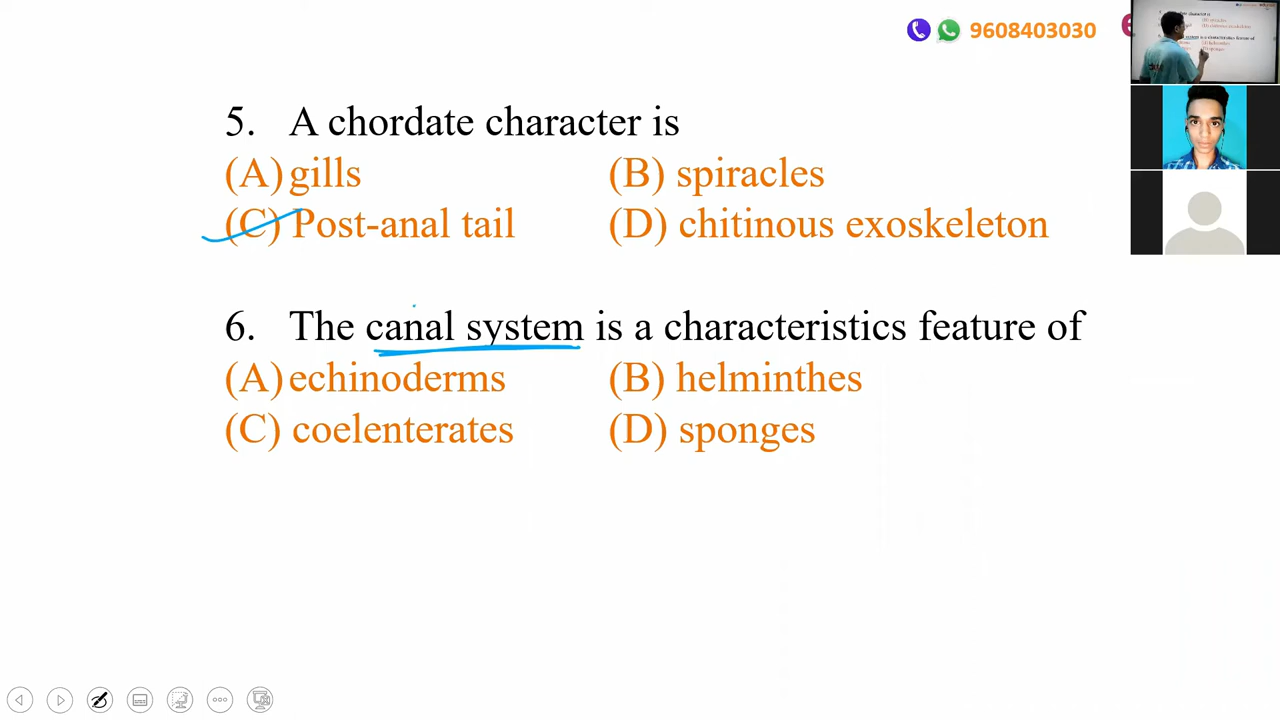 9608403030
5. A chordate character is
(A) gills (B) spiracles
(C) Post-anal tail (D) chitinous exoskeleton
6. The canal system is a characteristics feature of
(A) echinoderms (B) helminthes
(C) coelenterates (D) sponges